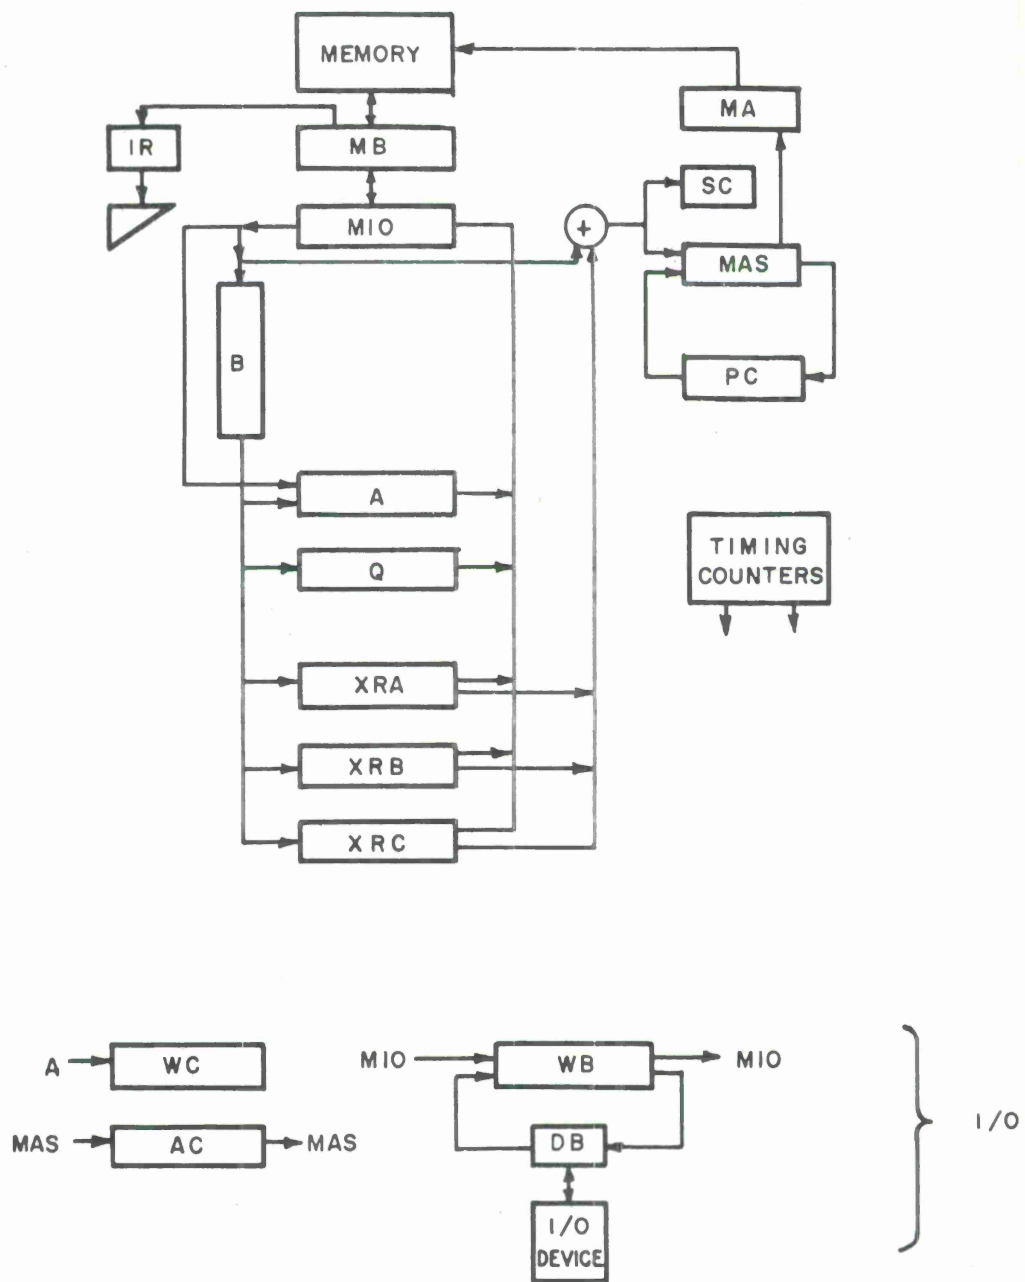 MEMORY
MA
IR
MB
SC
MIO
+
MAS
B
PC
A
Q
TIMING
COUNTERS
XRA
XRB
XRC
A
WC
MIO
WB
MIO
MAS
AC
MAS
DB
I/O
I/O
DEVICE